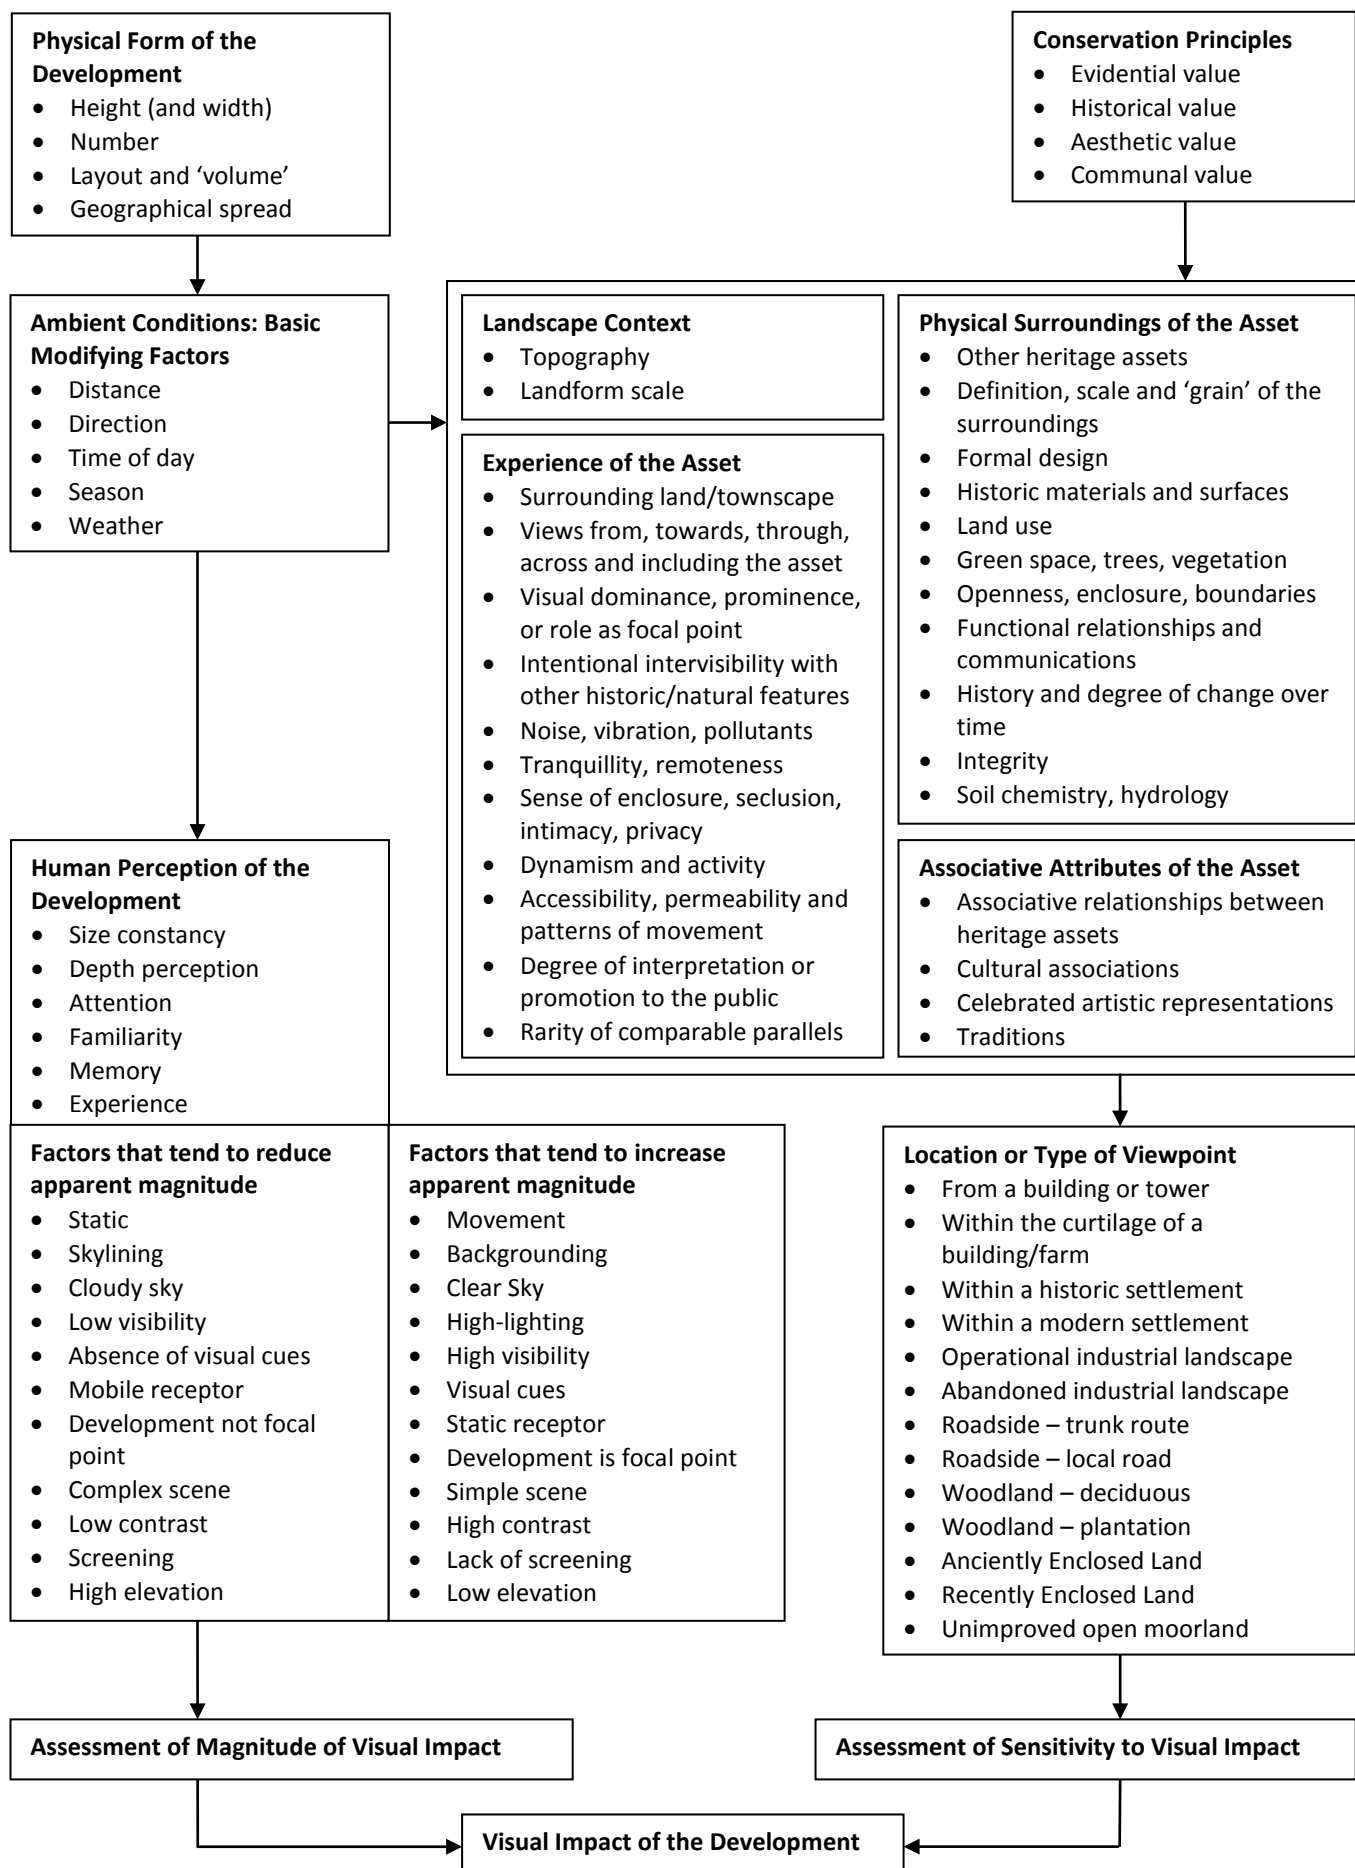 Physical Form of the
Development
• Height (and width)
• Number
• Layout and ‘volume’
• Geographical spread
Conservation Principles
• Evidential value
• Historical value
• Aesthetic value
• Communal value
Ambient Conditions: Basic
Modifying Factors
• Distance
• Direction
• Time of day
• Season
• Weather
Landscape Context
• Topography
• Landform scale
Experience of the Asset
• Surrounding land/townscape
• Views from, towards, through,
across and including the asset
• Visual dominance, prominence,
or role as focal point
• Intentional intervisibility with
other historic/natural features
• Noise, vibration, pollutants
• Tranquillity, remoteness
• Sense of enclosure, seclusion,
intimacy, privacy
• Dynamism and activity
• Accessibility, permeability and
patterns of movement
• Degree of interpretation or
promotion to the public
• Rarity of comparable parallels
Physical Surroundings of the Asset
• Other heritage assets
• Definition, scale and ‘grain’ of the
surroundings
• Formal design
• Historic materials and surfaces
• Land use
• Green space, trees, vegetation
• Openness, enclosure, boundaries
• Functional relationships and
communications
• History and degree of change over
time
• Integrity
• Soil chemistry, hydrology
Associative Attributes of the Asset
• Associative relationships between
heritage assets
• Cultural associations
• Celebrated artistic representations
• Traditions
Human Perception of the
Development
• Size constancy
• Depth perception
• Attention
• Familiarity
• Memory
• Experience
Factors that tend to reduce
apparent magnitude
• Static
• Skylining
• Cloudy sky
• Low visibility
• Absence of visual cues
• Mobile receptor
• Development not focal
point
• Complex scene
• Low contrast
• Screening
• High elevation
Factors that tend to increase
apparent magnitude
• Movement
• Backgrounding
• Clear Sky
• High-lighting
• High visibility
• Visual cues
• Static receptor
• Development is focal point
• Simple scene
• High contrast
• Lack of screening
• Low elevation
Location or Type of Viewpoint
• From a building or tower
• Within the curtilage of a
building/farm
• Within a historic settlement
• Within a modern settlement
• Operational industrial landscape
• Abandoned industrial landscape
• Roadside – trunk route
• Roadside – local road
• Woodland – deciduous
• Woodland – plantation
• Anciently Enclosed Land
• Recently Enclosed Land
• Unimproved open moorland
Assessment of Magnitude of Visual Impact
Assessment of Sensitivity to Visual Impact
Visual Impact of the Development